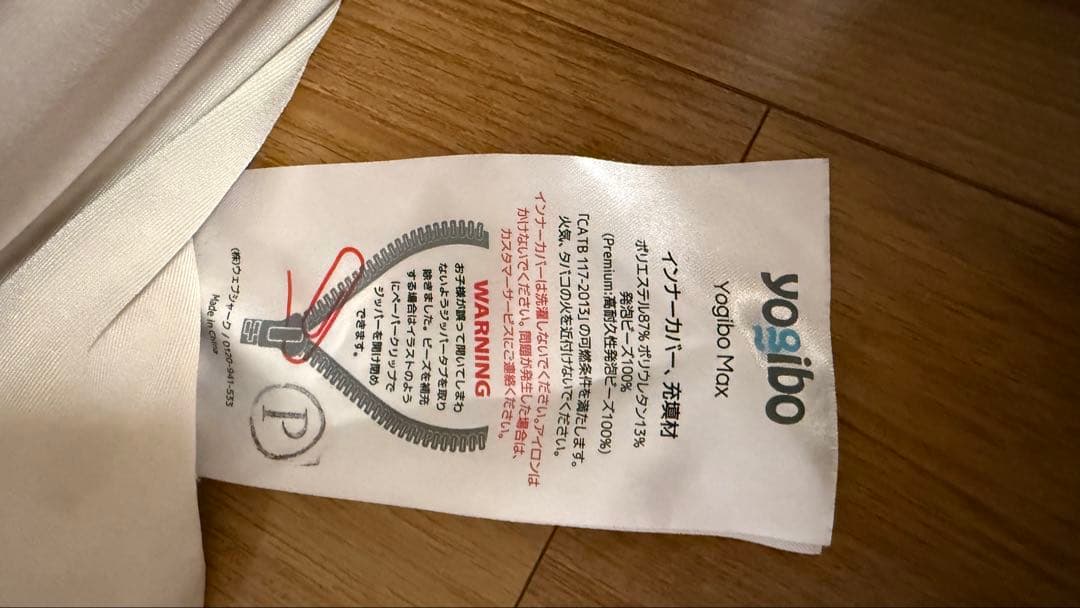 yogibo
Yogibo Max
インナーカバー、充填材
ポリエステル87% ポリウレタン13%
発泡ビーズ100%
(Premium:高耐久性発泡ビーズ100%)
「CATB 117-2013」の可燃条件を満たします。
火気、タバコの火を近付けないでください。
インナーカバーは洗濯しないでください。アイロンは
かけないでください。問題が発生した場合は、
カスタマーサービスにご連絡ください。
WARNING
お子様が誤って開いてしまわ
ないようジッパータブを取り
除きました。ビーズを補充
する場合はイラストのよう
にペーパークリップで
ジッパーを開け閉め
できます。
(株)ウェブシャーク / 0120-941-533
Made in China
P